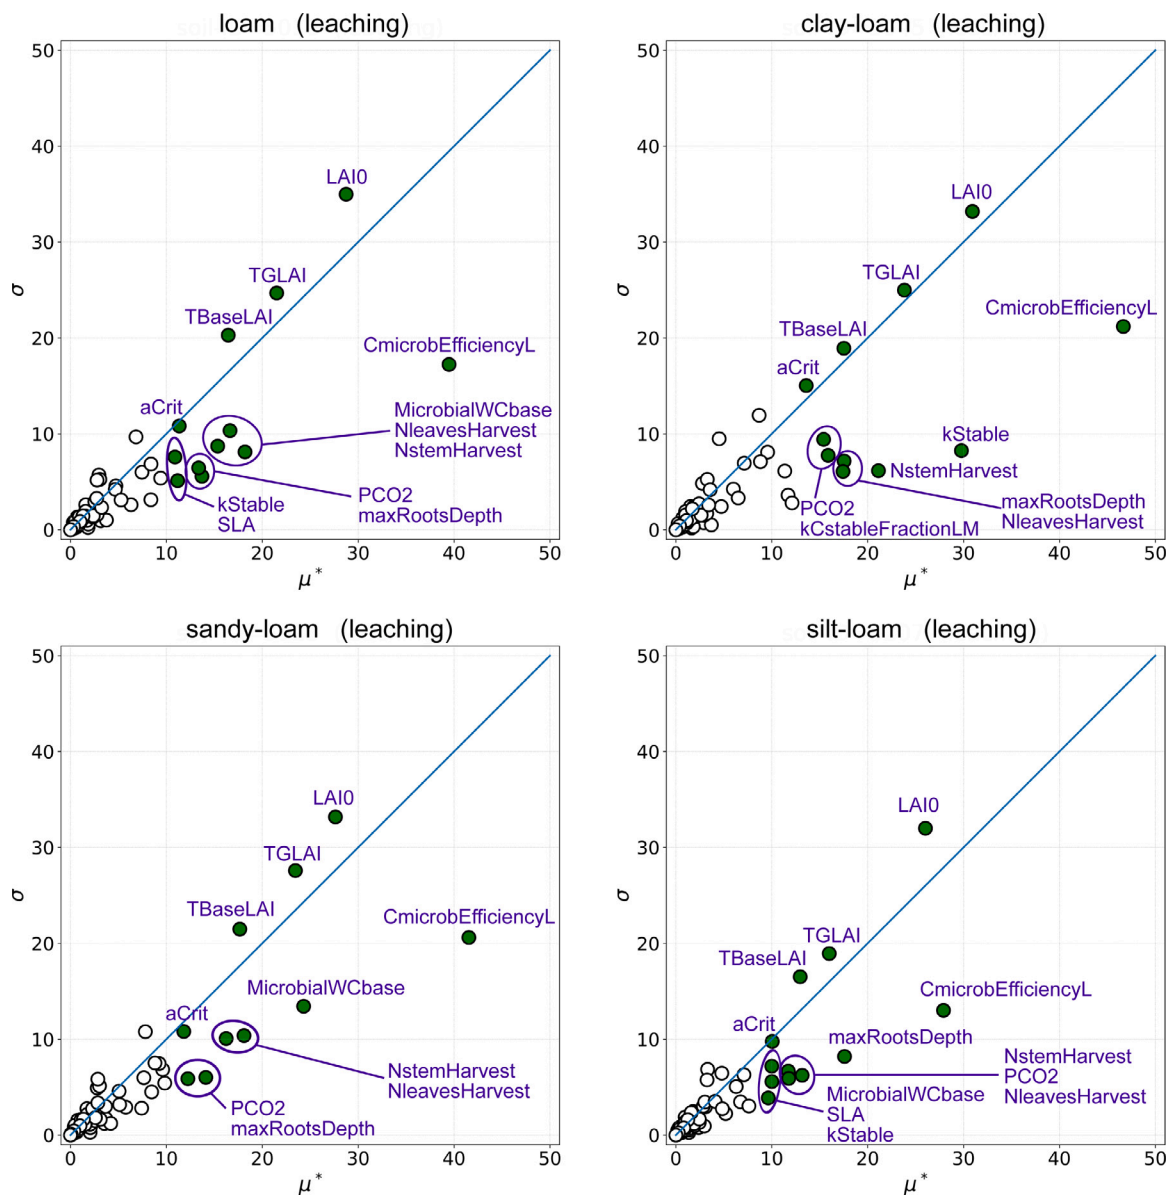 loam (leaching)
50
40
30
20
10
0
σ
LAI0
TGLAI
TBaseLAI
CmicrobEfficiencyL
aCrit
MicrobialWCbase
NleavesHarvest
NstemHarvest
PCO2
maxRootsDepth
kStable
SLA
0 10 20 30 40 50
μ*
clay-loam (leaching)
50
40
30
20
10
0
σ
LAI0
TGLAI
CmicrobEfficiencyL
TBaseLAI
aCrit
kStable
NstemHarvest
PCO2
kCstableFractionLM
maxRootsDepth
NleavesHarvest
0 10 20 30 40 50
μ*
sandy-loam (leaching)
50
40
30
20
10
0
σ
LAI0
TGLAI
TBaseLAI
CmicrobEfficiencyL
MicrobialWCbase
aCrit
NstemHarvest
NleavesHarvest
PCO2
maxRootsDepth
0 10 20 30 40 50
μ*
silt-loam (leaching)
50
40
30
20
10
0
σ
LAI0
TGLAI
TBaseLAI
CmicrobEfficiencyL
aCrit
maxRootsDepth
NstemHarvest
PCO2
NleavesHarvest
MicrobialWCbase
SLA
kStable
0 10 20 30 40 50
μ*